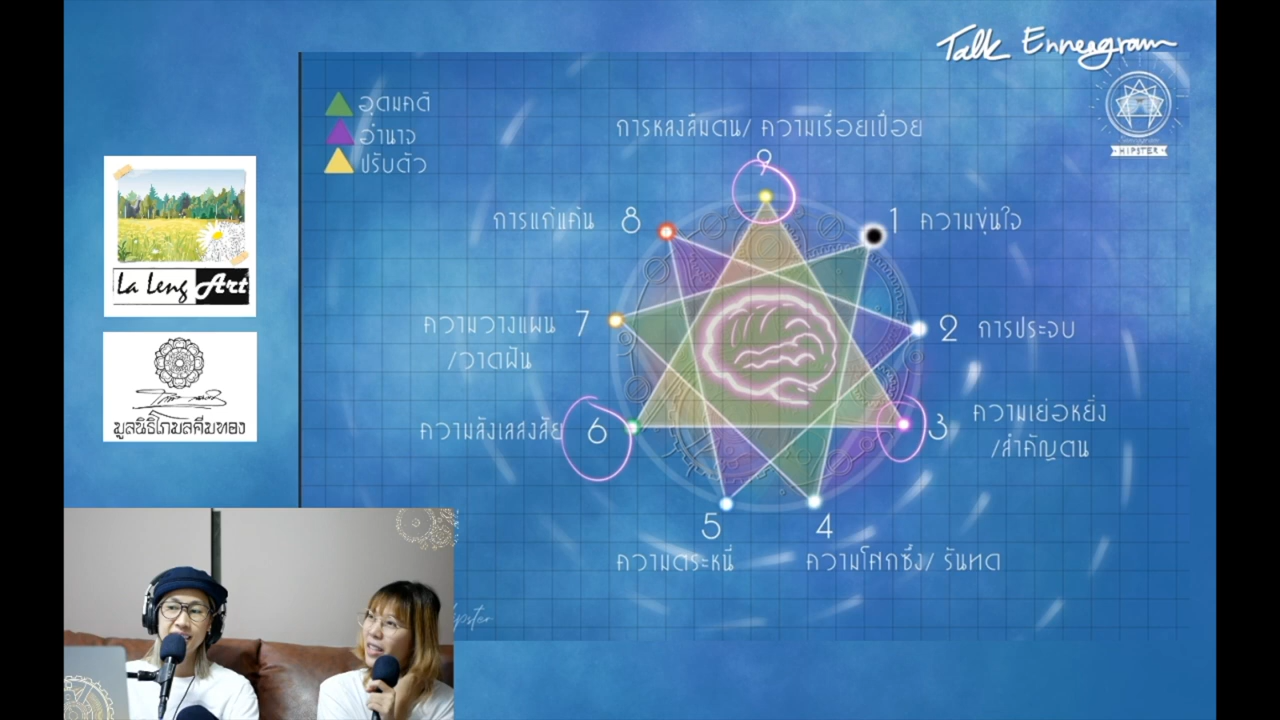 Talk Enneagram
HIPSTER
อุดมคติ
อำนาจ
ปรับตัว
การหลงลืมตน/ ความเรื่อยเปื่อย
9
การแก้แค้น 8
1 ความขุ่นใจ
ความวางแผน 7
/วาดฝัน
2 การประจบ
ความลังเลสงสัย 6
3 ความเย่อหยิ่ง
/สำคัญตน
5
ความตระหนี่
4
ความโศกซึ้ง/ รันทด
La Leng Art
มูลนิธิโกมลคีมทอง